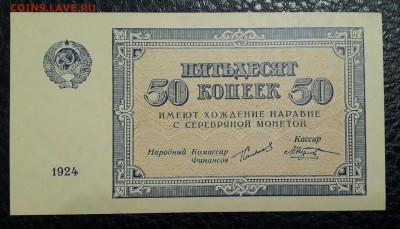 COINS.LAVE.RU
ПЯТЬДЕСЯТ
50 КОПЕЕК 50
ИМЕЮТ ХОЖДЕНИЕ НАРАВНЕ
С СЕРЕБРЯНОЙ МОНЕТОЙ
Народный Комиссар
Финансов
Кассир
1924